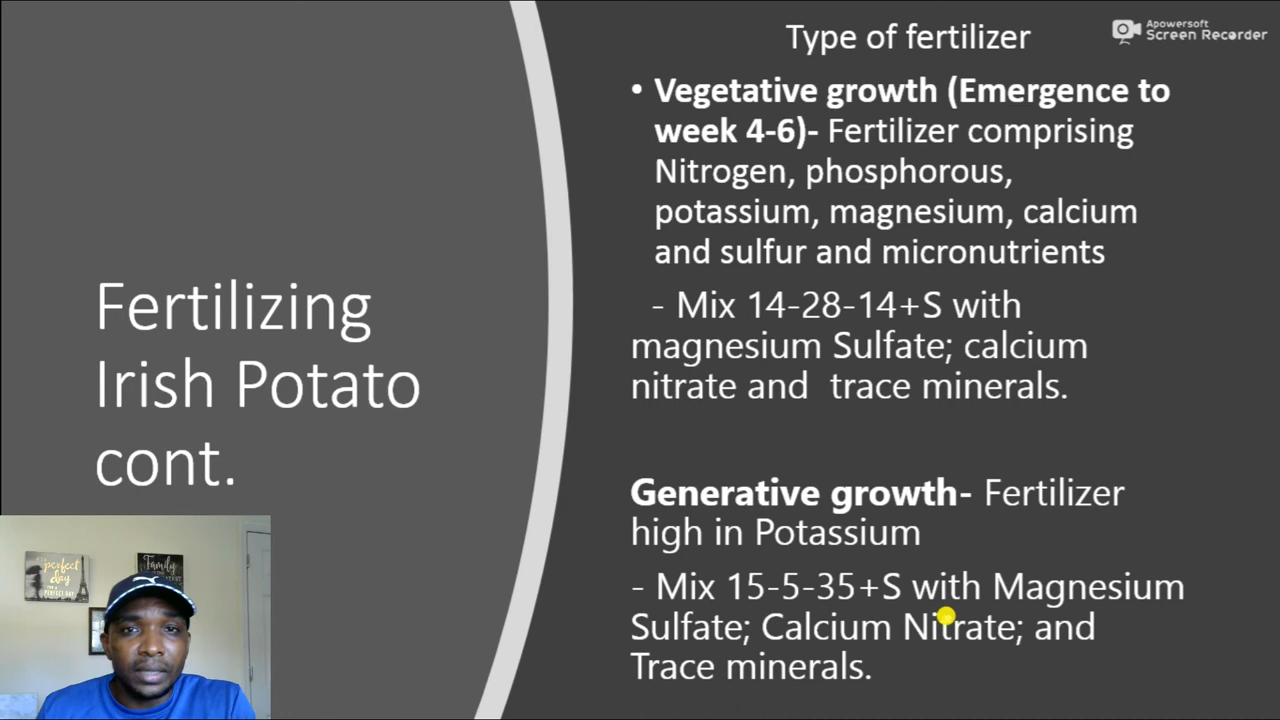 Type of fertilizer
Apowersoft
Screen Recorder
• Vegetative growth (Emergence to
week 4-6)- Fertilizer comprising
Nitrogen, phosphorous,
potassium, magnesium, calcium
and sulfur and micronutrients
- Mix 14-28-14+S with
magnesium Sulfate; calcium
nitrate and trace minerals.
Fertilizing
Irish Potato
cont.
Generative growth- Fertilizer
high in Potassium
- Mix 15-5-35+S with Magnesium
Sulfate; Calcium Nitrate; and
Trace minerals.
perfect
day
Family